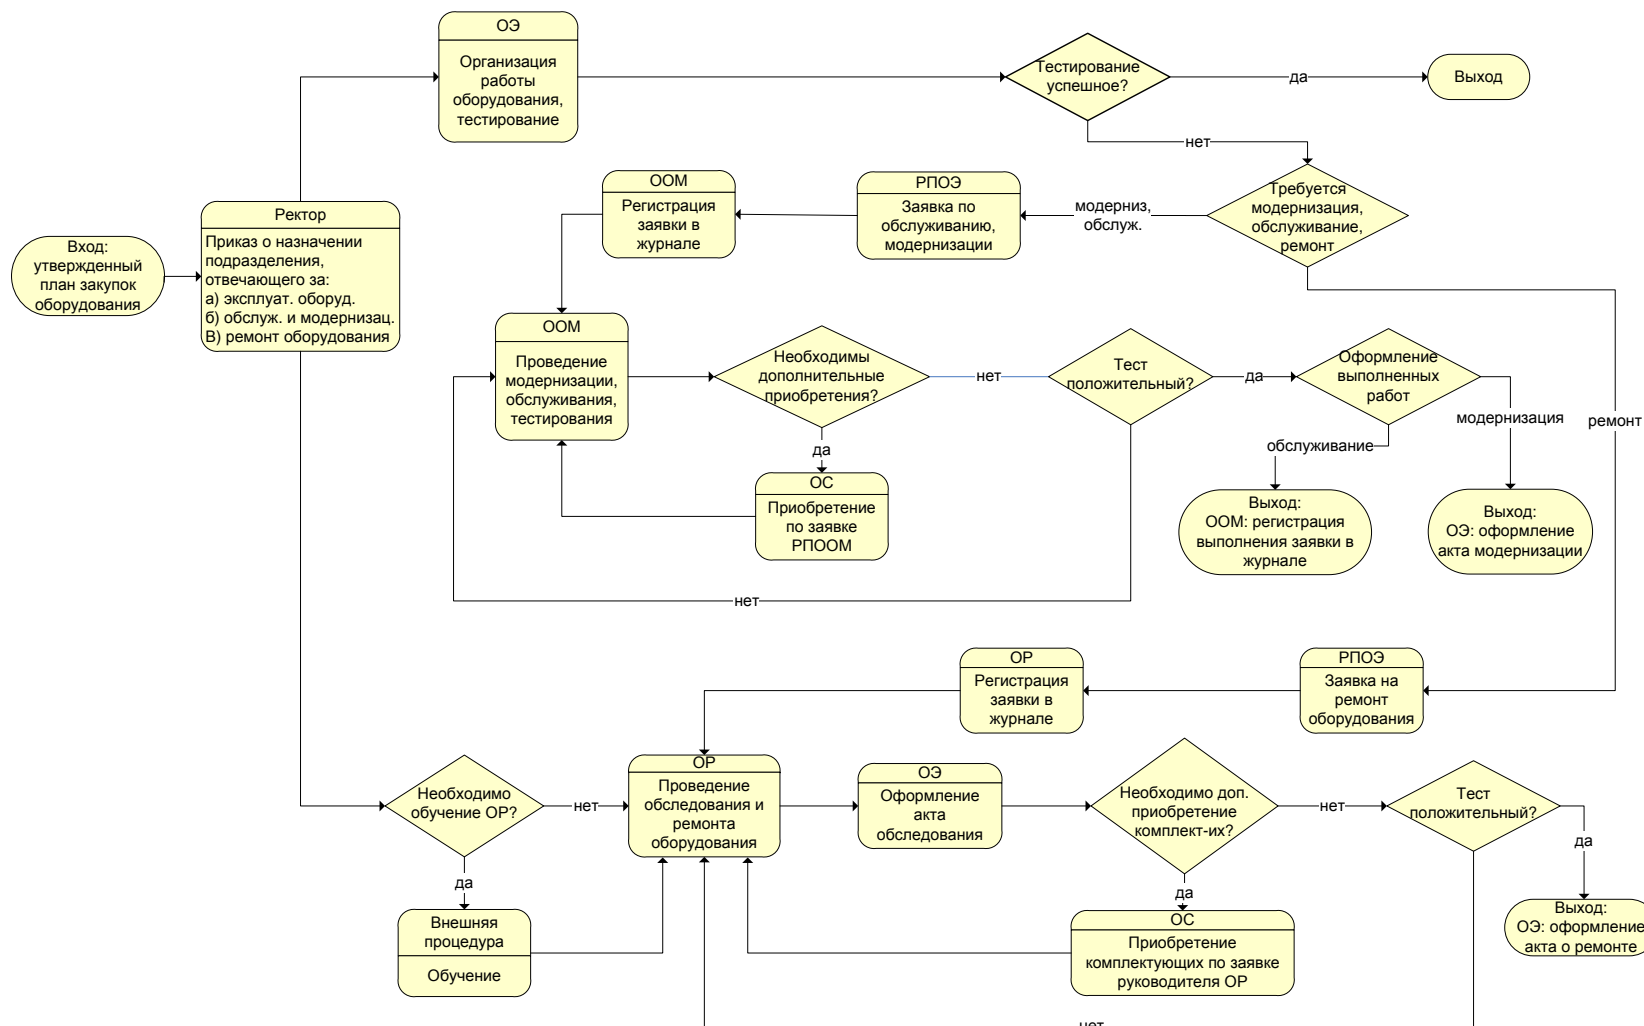 ОЭ
Организация
работы
оборудования,
тестирование
Тестирование
успешное?
да
Выход
нет
ООМ
Регистрация
заявки в
журнале
РПОЭ
Заявка по
обслуживанию,
модернизации
модерниз,
обслуж.
Требуется
модернизация,
обслуживание,
ремонт
Вход:
утвержденный
план закупок
оборудования
Ректор
Приказ о назначении
подразделения,
отвечающего за:
а) эксплуат. оборуд.
б) обслуж. и модернизац.
В) ремонт оборудования
ООМ
Проведение
модернизации,
обслуживания,
тестирования
Необходимы
дополнительные
приобретения?
нет
Тест
положительный?
да
Оформление
выполненных
работ
модернизация
ремонт
обслуживание
да
ОС
Приобретение
по заявке
РПООМ
Выход:
ООМ: регистрация
выполнения заявки в
журнале
Выход:
ОЭ: оформление
акта модернизации
нет
ОР
Регистрация
заявки в
журнале
РПОЭ
Заявка на
ремонт
оборудования
Необходимо
обучение ОР?
нет
ОР
Проведение
обследования и
ремонта
оборудования
ОЭ
Оформление
акта
обследования
Необходимо доп.
приобретение
комплект-их?
нет
Тест
положительный?
да
да
Внешняя
процедура
Обучение
да
ОС
Приобретение
комплектующих по заявке
руководителя ОР
Выход:
ОЭ: оформление
акта о ремонте
нет